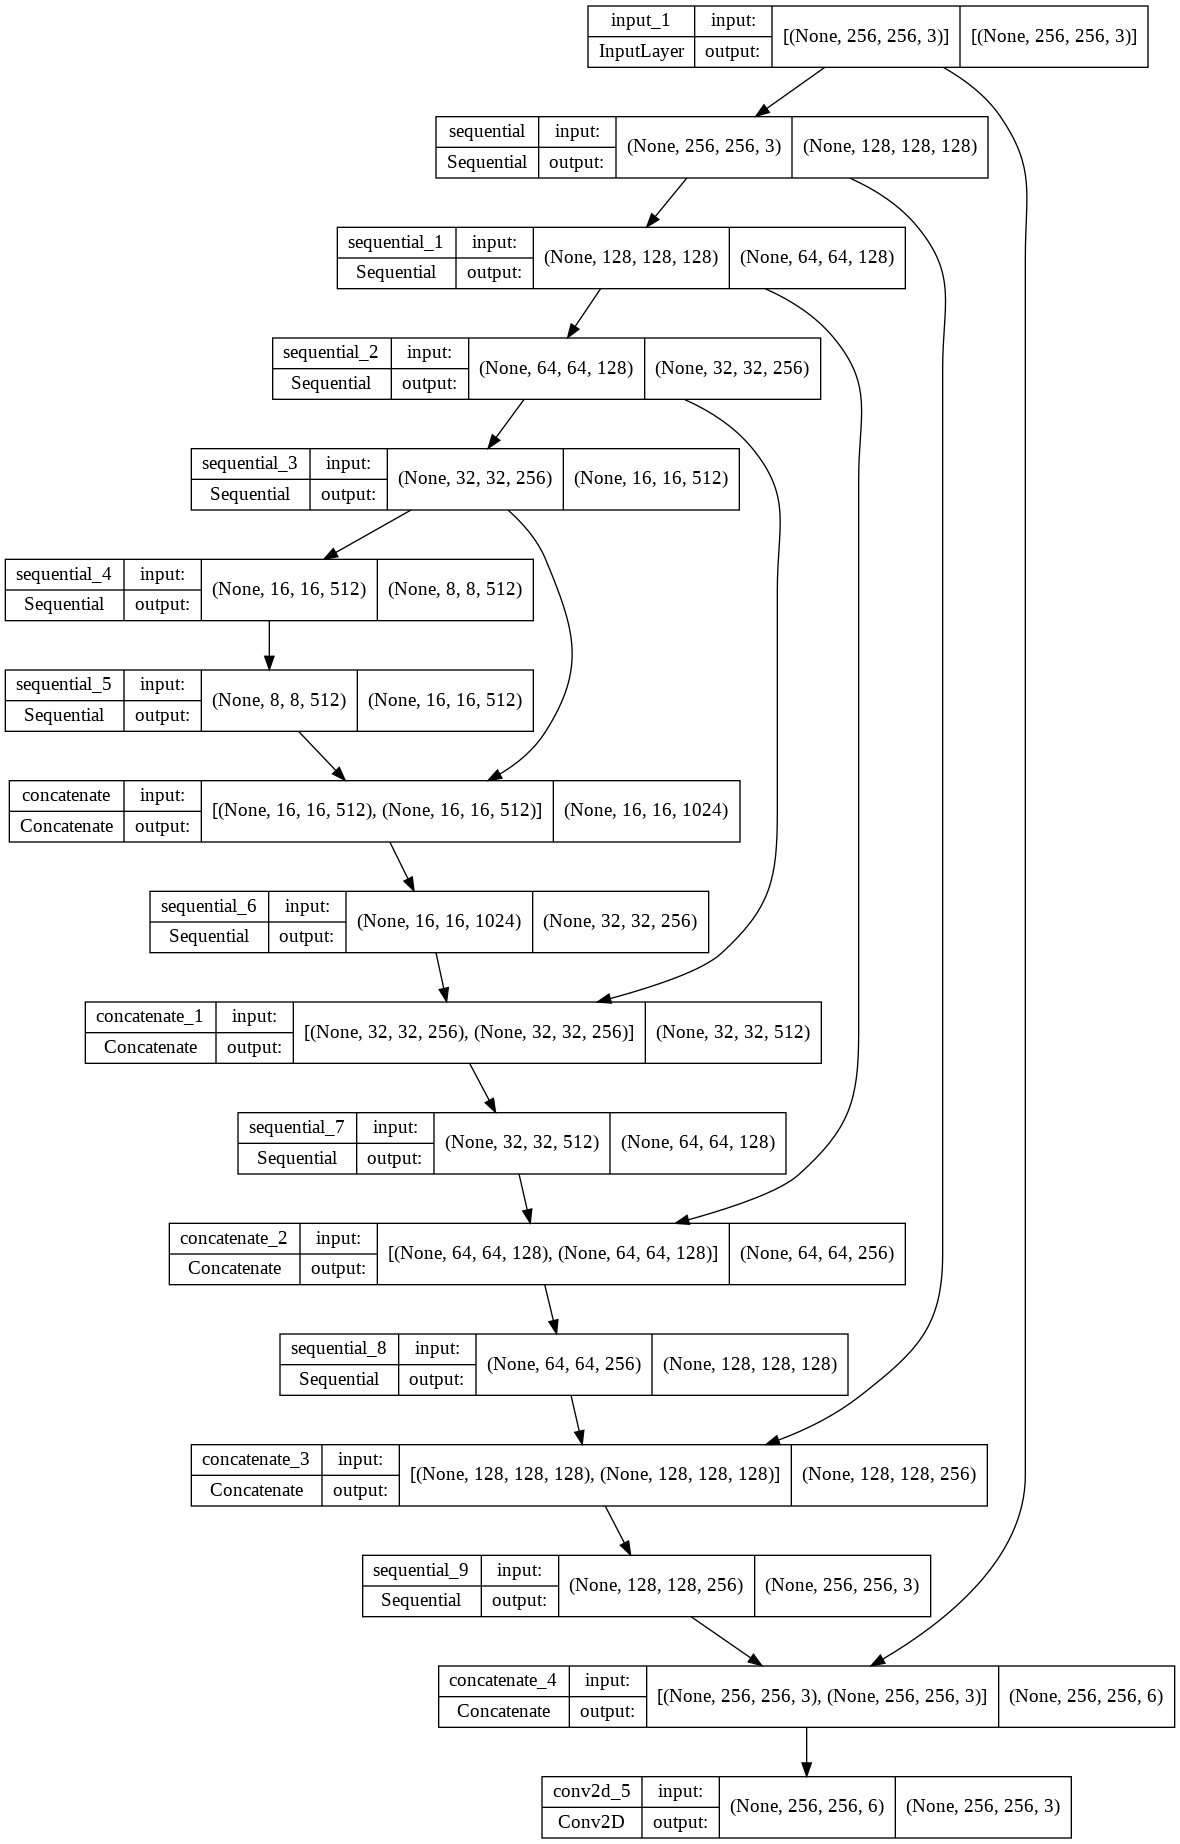 input_1 input: [(None, 256, 256, 3)] [(None, 256, 256, 3)]
InputLayer output:
sequential input: (None, 256, 256, 3) (None, 128, 128, 128)
Sequential output:
sequential_1 input: (None, 128, 128, 128) (None, 64, 64, 128)
Sequential output:
sequential_2 input: (None, 64, 64, 128) (None, 32, 32, 256)
Sequential output:
sequential_3 input: (None, 32, 32, 256) (None, 16, 16, 512)
Sequential output:
sequential_4 input: (None, 16, 16, 512) (None, 8, 8, 512)
Sequential output:
sequential_5 input: (None, 8, 8, 512) (None, 16, 16, 512)
Sequential output:
concatenate input: [(None, 16, 16, 512), (None, 16, 16, 512)] (None, 16, 16, 1024)
Concatenate output:
sequential_6 input: (None, 16, 16, 1024) (None, 32, 32, 256)
Sequential output:
concatenate_1 input: [(None, 32, 32, 256), (None, 32, 32, 256)] (None, 32, 32, 512)
Concatenate output:
sequential_7 input: (None, 32, 32, 512) (None, 64, 64, 128)
Sequential output:
concatenate_2 input: [(None, 64, 64, 128), (None, 64, 64, 128)] (None, 64, 64, 256)
Concatenate output:
sequential_8 input: (None, 64, 64, 256) (None, 128, 128, 128)
Sequential output:
concatenate_3 input: [(None, 128, 128, 128), (None, 128, 128, 128)] (None, 128, 128, 256)
Concatenate output:
sequential_9 input: (None, 128, 128, 256) (None, 256, 256, 3)
Sequential output:
concatenate_4 input: [(None, 256, 256, 3), (None, 256, 256, 3)] (None, 256, 256, 6)
Concatenate output:
conv2d_5 input: (None, 256, 256, 6) (None, 256, 256, 3)
Conv2D output: